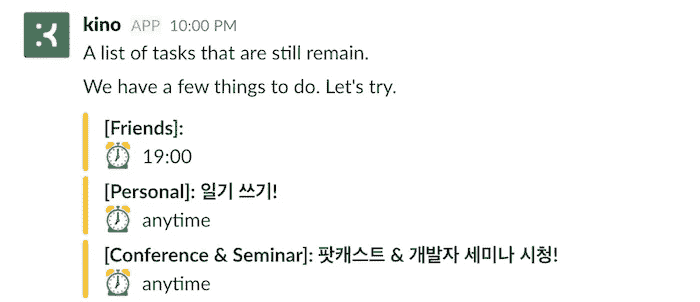 kino APP 10:00 PM
A list of tasks that are still remain.
We have a few things to do. Let's try.
[Friends]:
19:00
[Personal]: 일기 쓰기!
anytime
[Conference & Seminar]: 팟캐스트 & 개발자 세미나 시청!
anytime